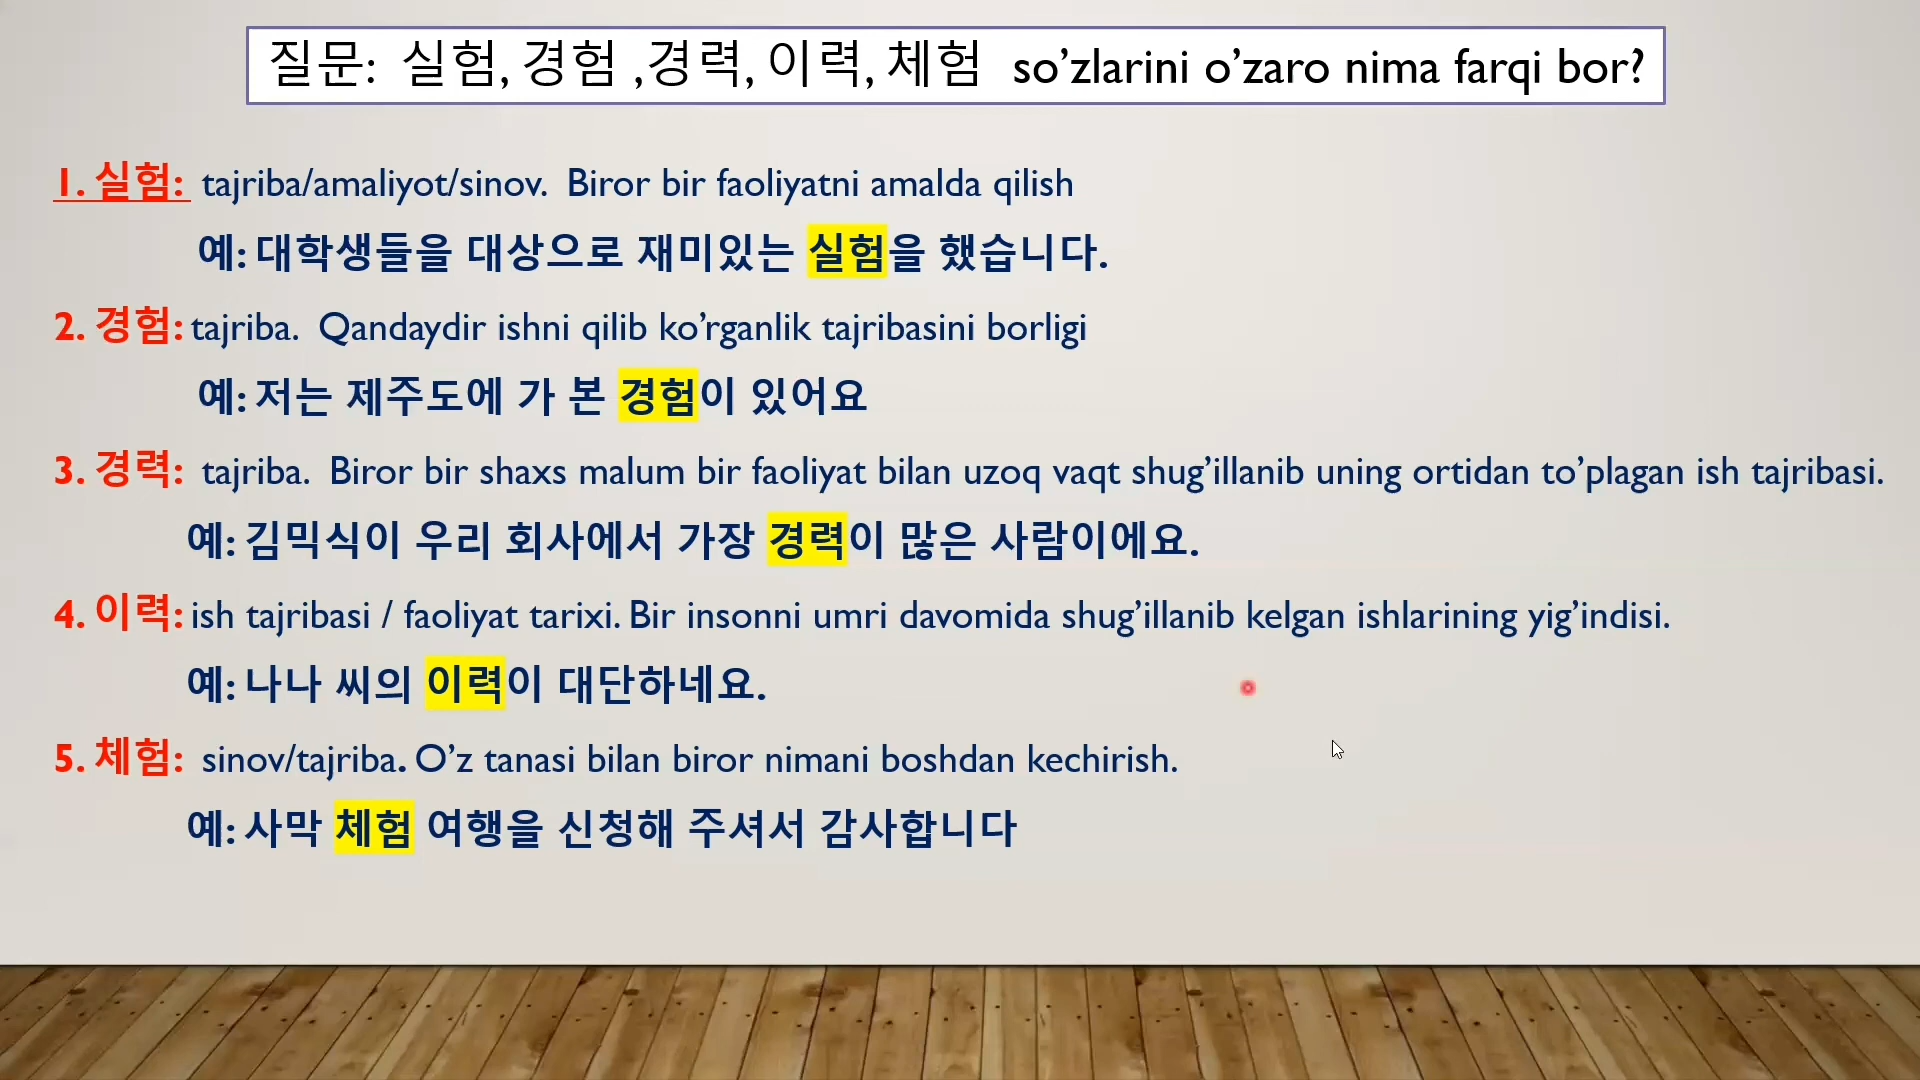 질문: 실험, 경험 ,경력, 이력, 체험 so’zlarini o’zaro nima farqi bor?
1. 실험: tajriba/amaliyot/sinov. Biror bir faoliyatni amalda qilish
예: 대학생들을 대상으로 재미있는 실험을 했습니다.
2. 경험: tajriba. Qandaydir ishni qilib ko’rganlik tajribasini borligi
예: 저는 제주도에 가 본 경험이 있어요
3. 경력: tajriba. Biror bir shaxs malum bir faoliyat bilan uzoq vaqt shug’illanib uning ortidan to’plagan ish tajribasi.
예: 김믹식이 우리 회사에서 가장 경력이 많은 사람이에요.
4. 이력: ish tajribasi / faoliyat tarixi. Bir insonni umri davomida shug’illanib kelgan ishlarining yig’indisi.
예: 나나 씨의 이력이 대단하네요.
5. 체험: sinov/tajriba. O’z tanasi bilan biror nimani boshdan kechirish.
예: 사막 체험 여행을 신청해 주셔서 감사합니다